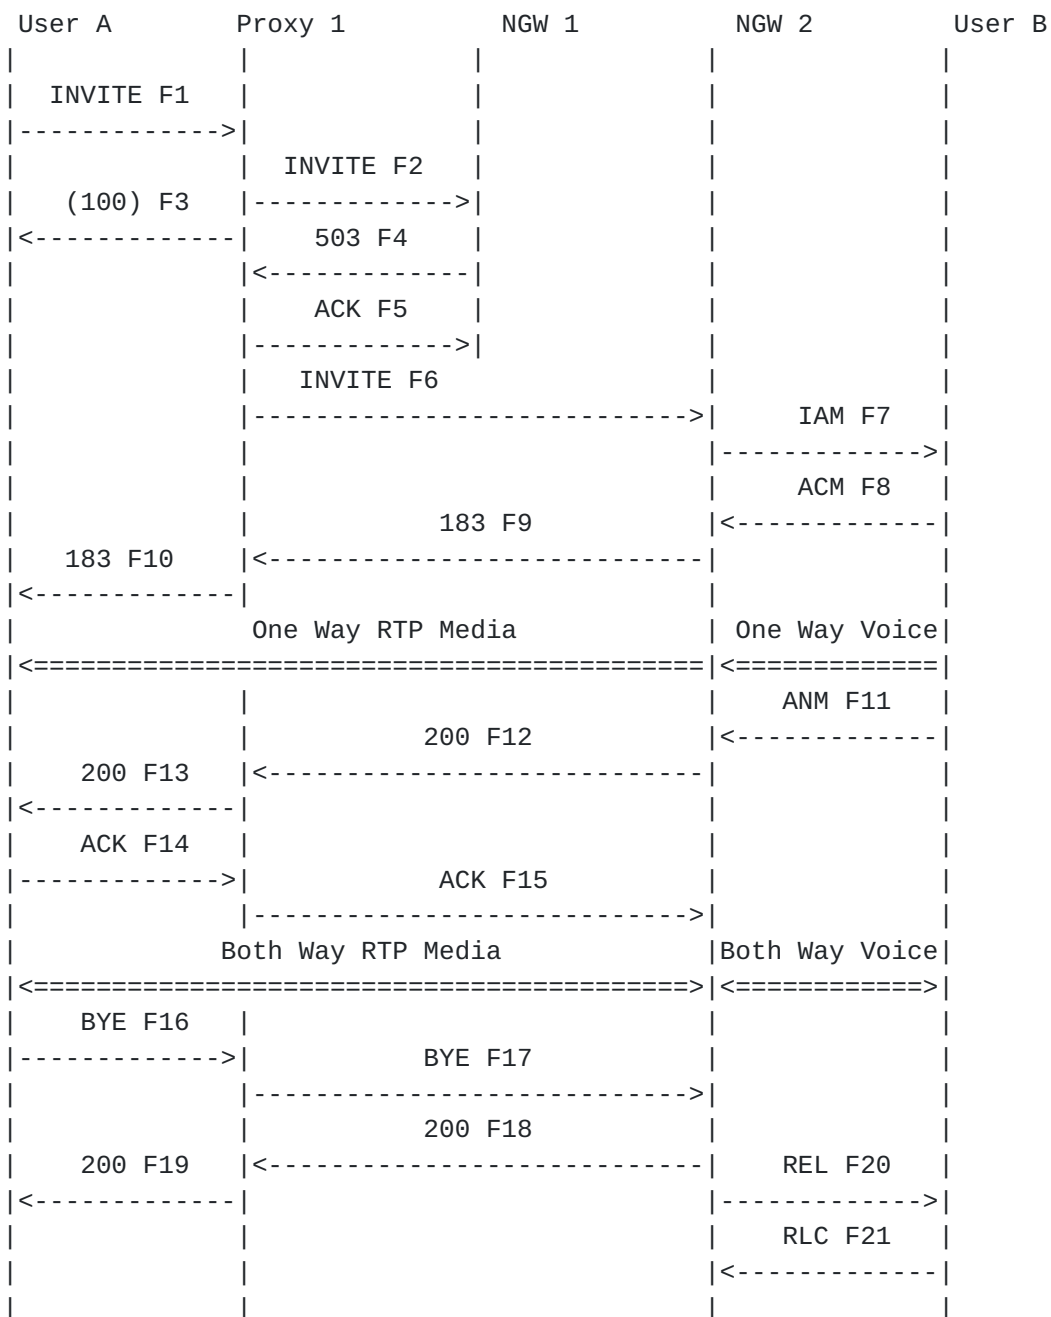 User A Proxy 1 NGW 1 NGW 2 User B
INVITE F1
INVITE F2
(100) F3
503 F4
ACK F5
INVITE F6
IAM F7
ACM F8
183 F9
183 F10
One Way RTP Media One Way Voice
ANM F11
200 F12
200 F13
ACK F14
ACK F15
Both Way RTP Media Both Way Voice
BYE F16
BYE F17
200 F18
200 F19 REL F20
RLC F21